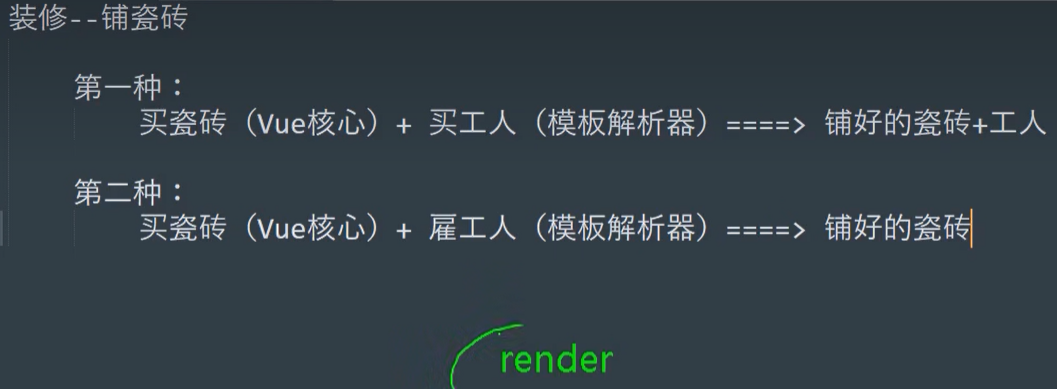 装修--铺瓷砖
第一种：
买瓷砖（Vue核心）+ 买工人（模板解析器）====> 铺好的瓷砖+工人
第二种：
买瓷砖（Vue核心）+ 雇工人（模板解析器）====> 铺好的瓷砖
render